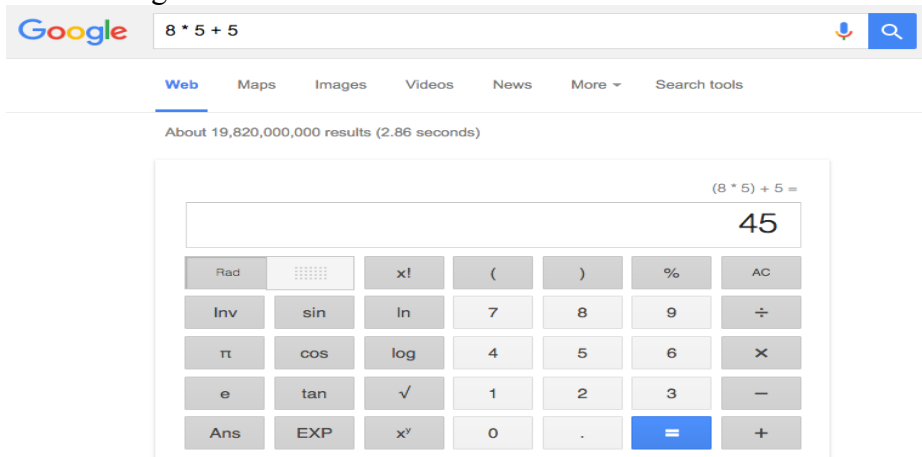 Google 8 * 5 + 5
Web Maps Images Videos News More Search tools
About 19,820,000,000 results (2.86 seconds)
(8 * 5) + 5 =
45
Rad x! ( ) % AC
Inv sin ln 7 8 9 ÷
π cos log 4 5 6 ×
e tan √ 1 2 3 −
Ans EXP xʸ 0 . = +